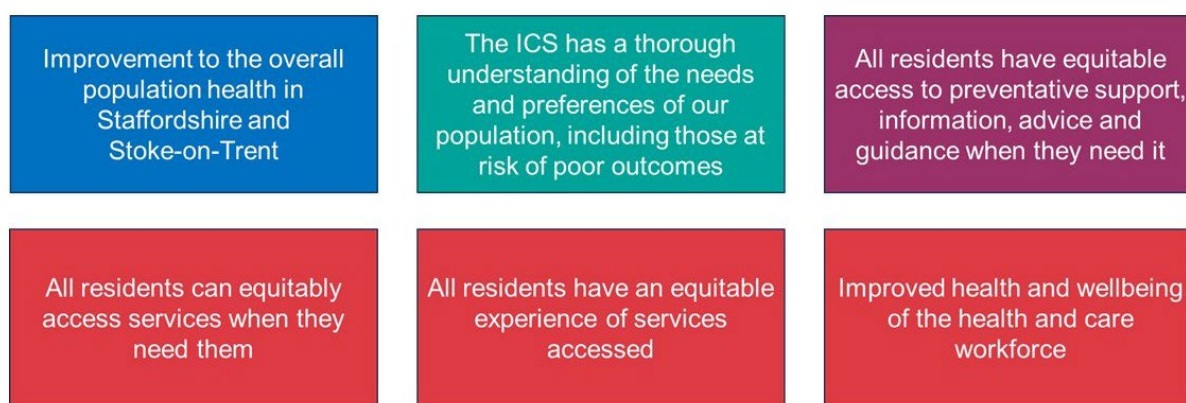 Improvement to the overall
population health in
Staffordshire and
Stoke-on-Trent
The ICS has a thorough
understanding of the needs
and preferences of our
population, including those at
risk of poor outcomes
All residents have equitable
access to preventative support,
information, advice and
guidance when they need it
All residents can equitably
access services when they
need them
All residents have an equitable
experience of services
accessed
Improved health and wellbeing
of the health and care
workforce